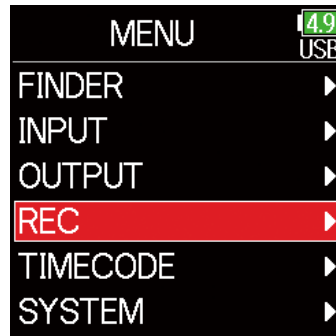 MENU
4.9
USB
FINDER
INPUT
OUTPUT
REC
TIMECODE
SYSTEM